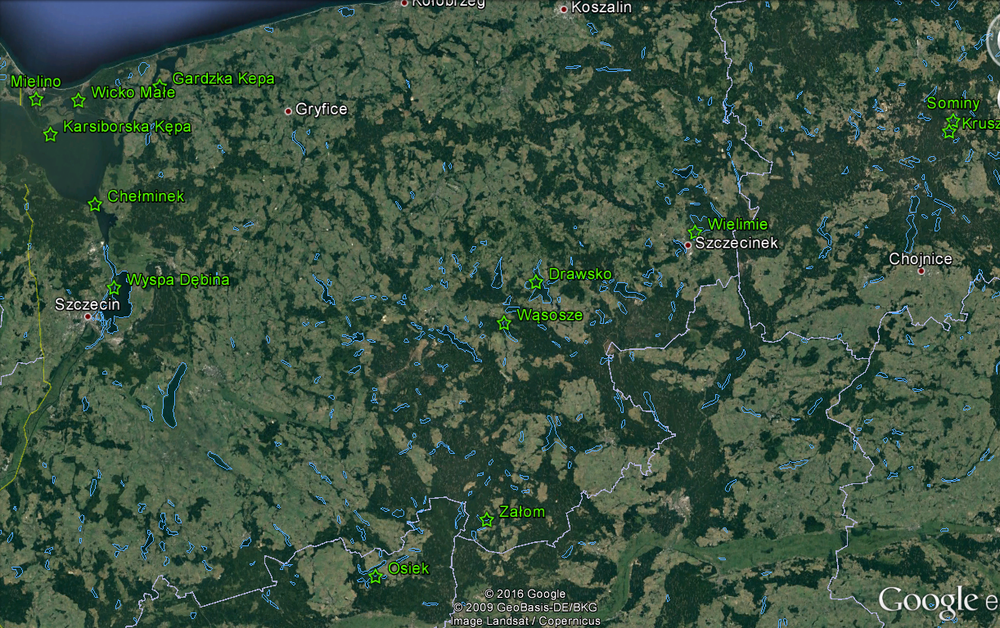 Kołobrzeg
Koszalin
Mielino
Wicko Małe
Gardzka Kępa
Gryfice
Karsiborska Kępa
Sominy
Krusz
Chełminek
Wielimie
Szczecinek
Chojnice
Wyspa Dębina
Drawsko
Szczecin
Wąsosze
Załom
Osiek
© 2016 Google
© 2009 GeoBasis-DE/BKG
Image Landsat / Copernicus
Google e